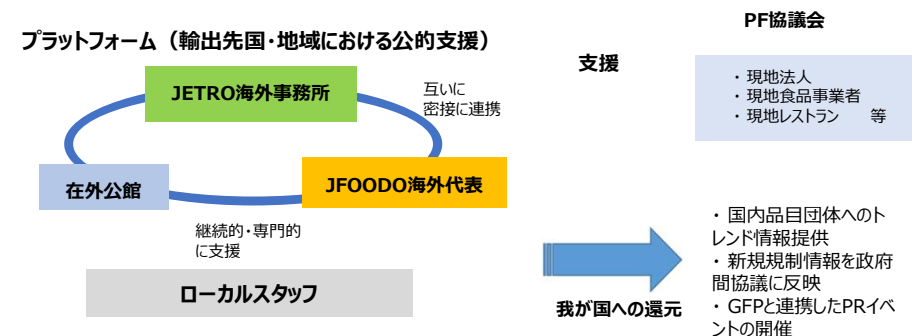 プラットフォーム（輸出先国・地域における公的支援）
JETRO海外事務所
互いに
密接に連携
在外公館
JFOODO海外代表
継続的・専門的
に支援
ローカルスタッフ
支援
PF協議会
・現地法人
・現地食品事業者
・現地レストラン　等
我が国への還元
・国内品目団体へのト
レンド情報提供
・新規規制情報を政府
間協議に反映
・GFPと連携したPRイベ
ントの開催